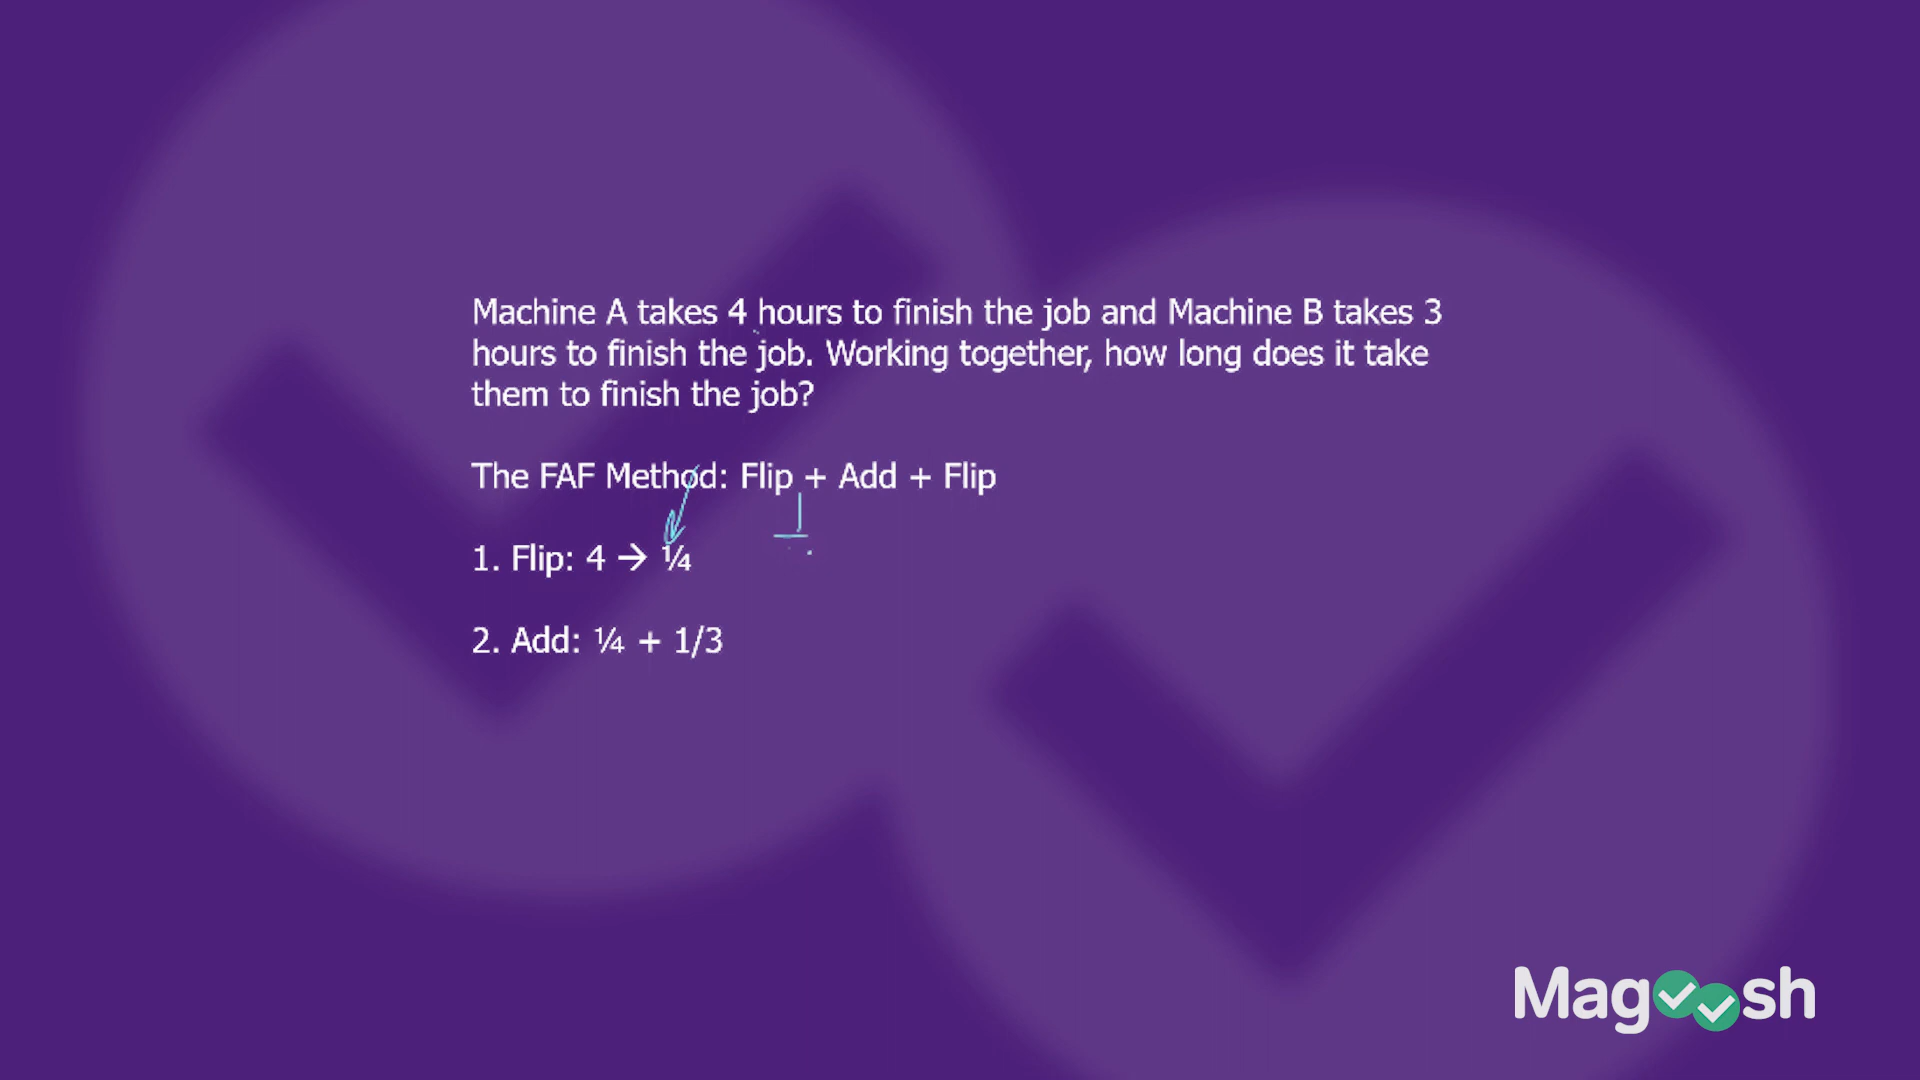 Machine A takes 4 hours to finish the job and Machine B takes 3
hours to finish the job. Working together, how long does it take
them to finish the job?
The FAF Method: Flip + Add + Flip
1. Flip: 4 → ¼
2. Add: ¼ + 1/3
Magoosh